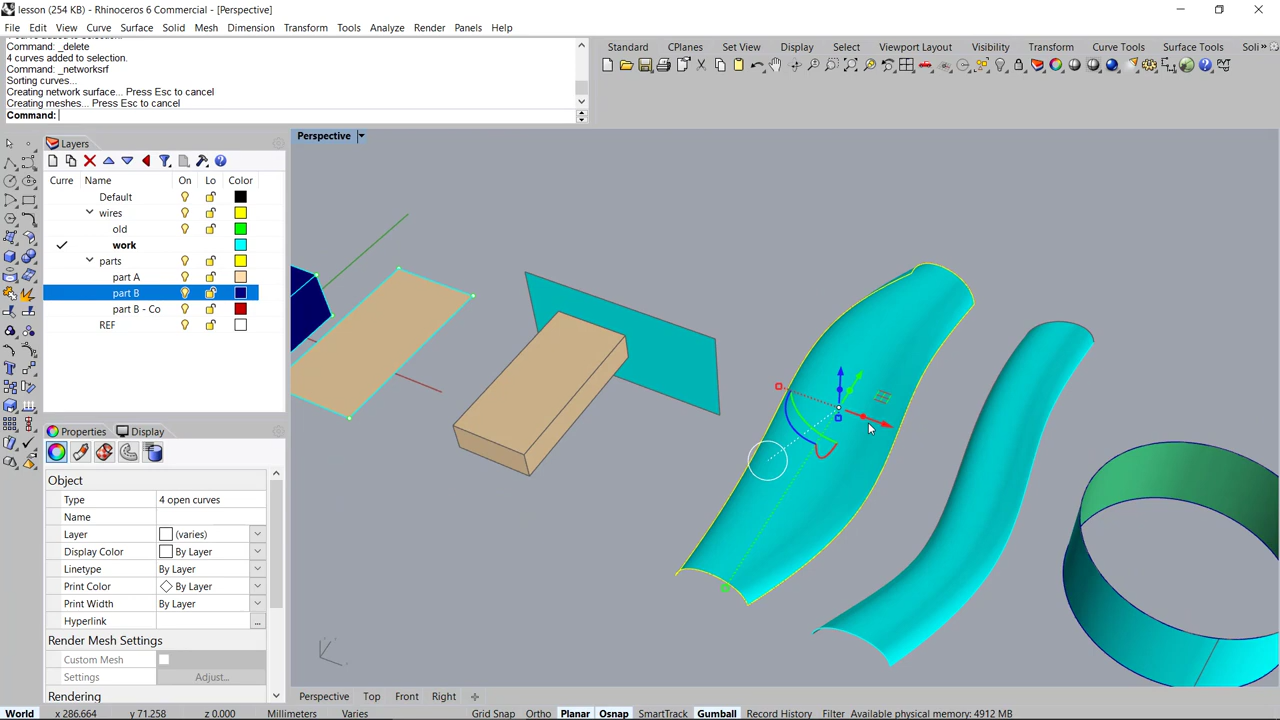 lesson (254 KB) - Rhinoceros 6 Commercial - [Perspective]
File Edit View Curve Surface Solid Mesh Dimension Transform Tools Analyze Render Panels Help
Command: _delete
4 curves added to selection.
Command: _networksrf
Sorting curves...
Creating network surface... Press Esc to cancel
Creating meshes... Press Esc to cancel
Command:
Standard CPlanes Set View Display Select Viewport Layout Visibility Transform Curve Tools Surface Tools Soli »
Perspective
Layers
Curre Name On Lo Color
Default
wires
old
work
parts
part A
part B
part B - Co
REF
Properties Display
Object
Type 4 open curves
Name
Layer (varies)
Display Color By Layer
Linetype By Layer
Print Color By Layer
Print Width By Layer
Hyperlink ...
Render Mesh Settings
Custom Mesh
Settings Adjust...
Rendering
Perspective Top Front Right
World x 286.664 y 71.258 z 0.000 Millimeters Varies Grid Snap Ortho Planar Osnap SmartTrack Gumball Record History Filter Available physical memory: 4912 MB